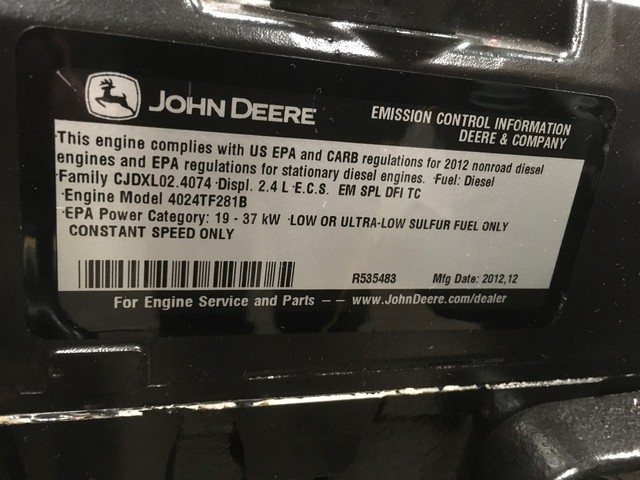 JOHN DEERE
EMISSION CONTROL INFORMATION
DEERE & COMPANY
This engine complies with US EPA and CARB regulations for 2012 nonroad diesel
engines and EPA regulations for stationary diesel engines. ·Fuel: Diesel
·Family CJDXL02.4074 ·Displ. 2.4 L ·E.C.S. EM SPL DFI TC
·Engine Model 4024TF281B
·EPA Power Category: 19 - 37 kW ·LOW OR ULTRA-LOW SULFUR FUEL ONLY
CONSTANT SPEED ONLY
R535483 Mfg Date: 2012,12
For Engine Service and Parts -- www.JohnDeere.com/dealer